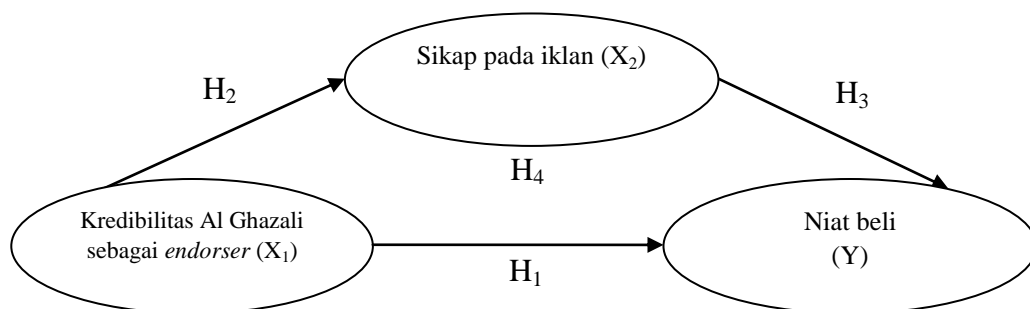 Sikap pada iklan (X₂)
H₂
H₃
H₄
Kredibilitas Al Ghazali
sebagai endorser (X₁)
Niat beli
(Y)
H₁